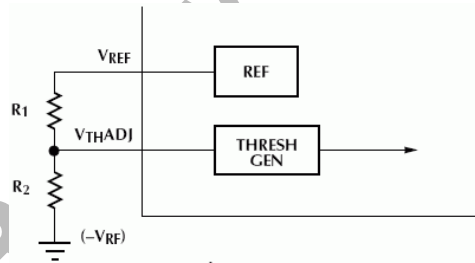 VREF
REF
R1
VTHADJ
THRESH
GEN
R2
(–VRF)